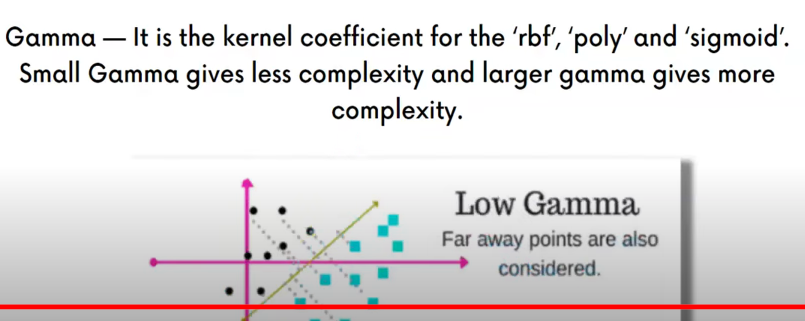 Gamma — It is the kernel coefficient for the ‘rbf’, ‘poly’ and ‘sigmoid’.
Small Gamma gives less complexity and larger gamma gives more
complexity.
Low Gamma
Far away points are also
considered.